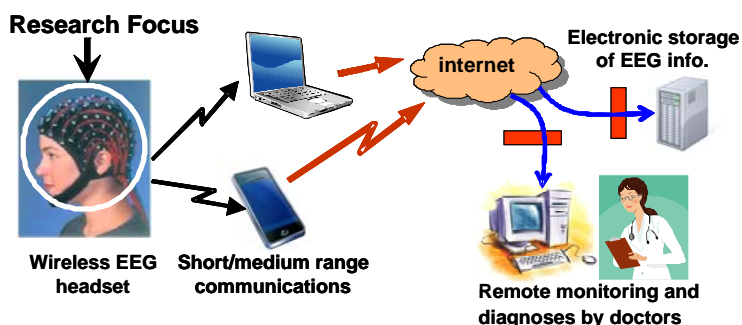 Research Focus
internet
Electronic storage
of EEG info.
Wireless EEG
headset
Short/medium range
communications
Remote monitoring and
diagnoses by doctors